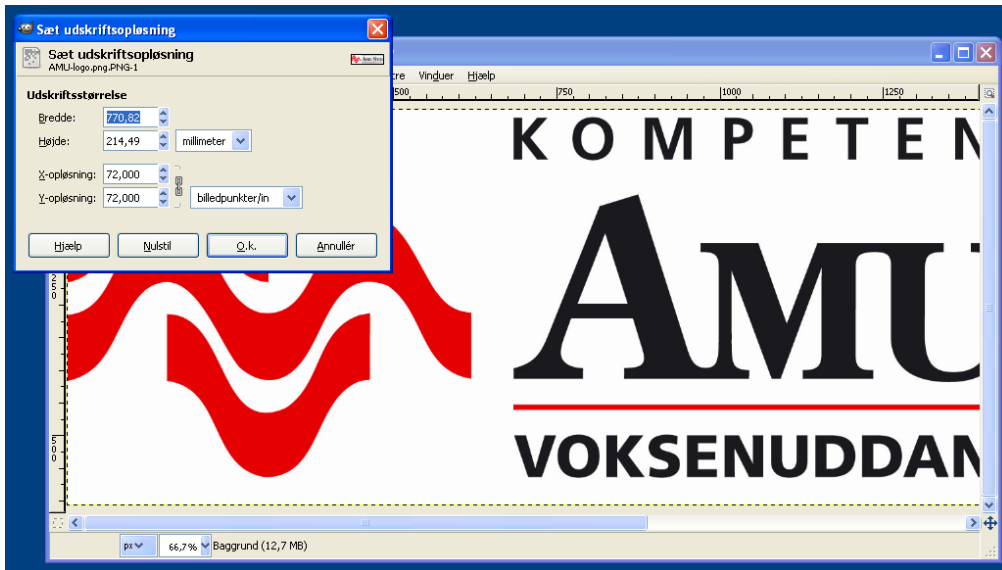 Sæt udskriftsopløsning
Sæt udskriftsopløsning
AMU-logo.png.PNG-1
Udskriftsstørrelse
Bredde: 770,82
Højde: 214,49 millimeter
X-opløsning: 72,000
Y-opløsning: 72,000 billedpunkter/in
Hjælp Nulstil O.k. Annullér
Vinduer Hjælp
500 750 1000 1250
KOMPETEN
AMU
VOKSENUDDAN
250
500
px 66,7% Baggrund (12,7 MB)